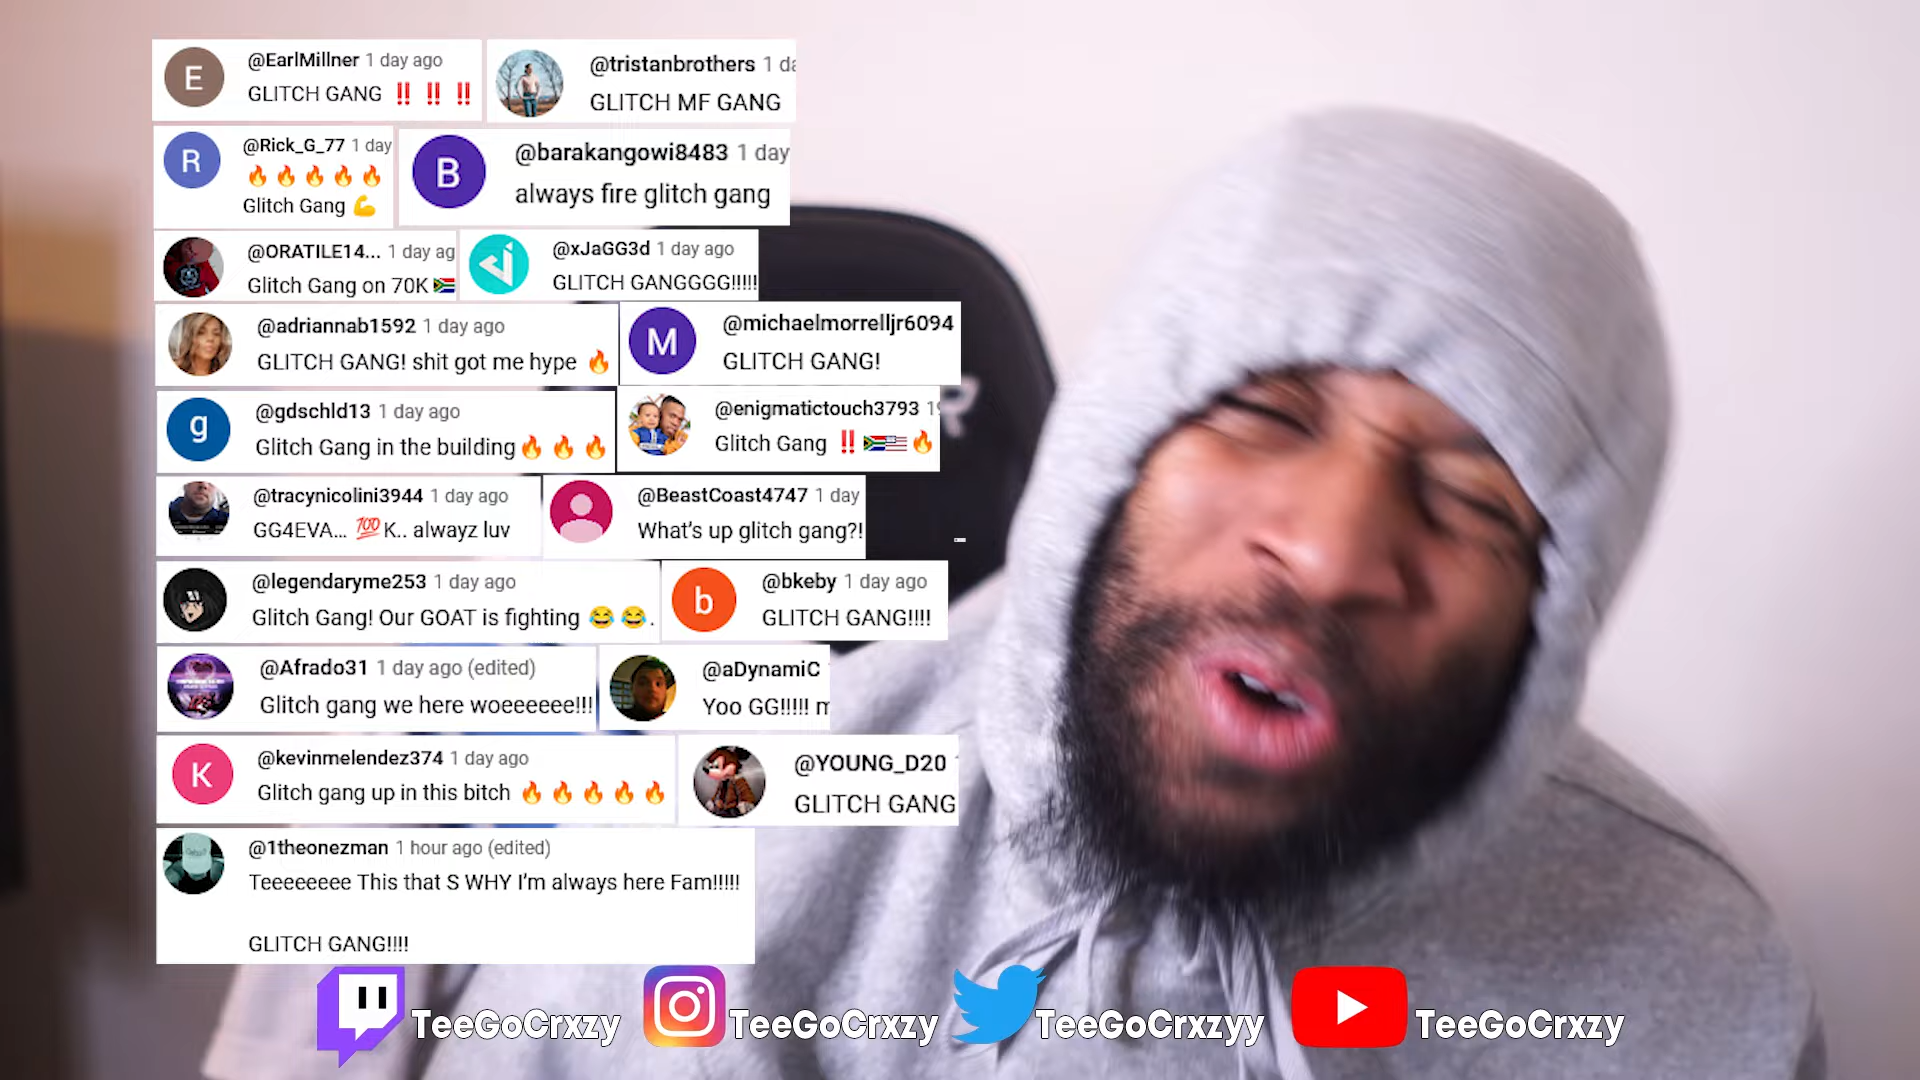 E
@EarlMillner 1 day ago
GLITCH GANG ‼️ ‼️ ‼️
@tristanbrothers 1 da
GLITCH MF GANG
R
@Rick_G_77 1 day
🔥🔥🔥🔥🔥
Glitch Gang 💪
B
@barakangowi8483 1 day
always fire glitch gang
@ORATILE14... 1 day ag
Glitch Gang on 70K 🇿🇦
@xJaGG3d 1 day ago
GLITCH GANGGGG!!!!!
@adriannab1592 1 day ago
GLITCH GANG! shit got me hype 🔥
M
@michaelmorrelljr6094
GLITCH GANG!
g
@gdschld13 1 day ago
Glitch Gang in the building🔥🔥🔥
@enigmatictouch3793
Glitch Gang ‼️🇿🇦🇺🇸🔥
@tracynicolini3944 1 day ago
GG4EVA... 💯K.. alwayz luv
@BeastCoast4747 1 day
What's up glitch gang?!
@legendaryme253 1 day ago
Glitch Gang! Our GOAT is fighting 😂😂.
b
@bkeby 1 day ago
GLITCH GANG!!!!
@Afrado31 1 day ago (edited)
Glitch gang we here woeeeeee!!!
@aDynamiC
Yoo GG!!!!! m
K
@kevinmelendez374 1 day ago
Glitch gang up in this bitch 🔥🔥🔥🔥🔥
@YOUNG_D20
GLITCH GANG
@1theonezman 1 hour ago (edited)
Teeeeeeee This that S WHY I'm always here Fam!!!!!
GLITCH GANG!!!!
TeeGoCrxzy
TeeGoCrxzy
TeeGoCrxzyy
TeeGoCrxzy